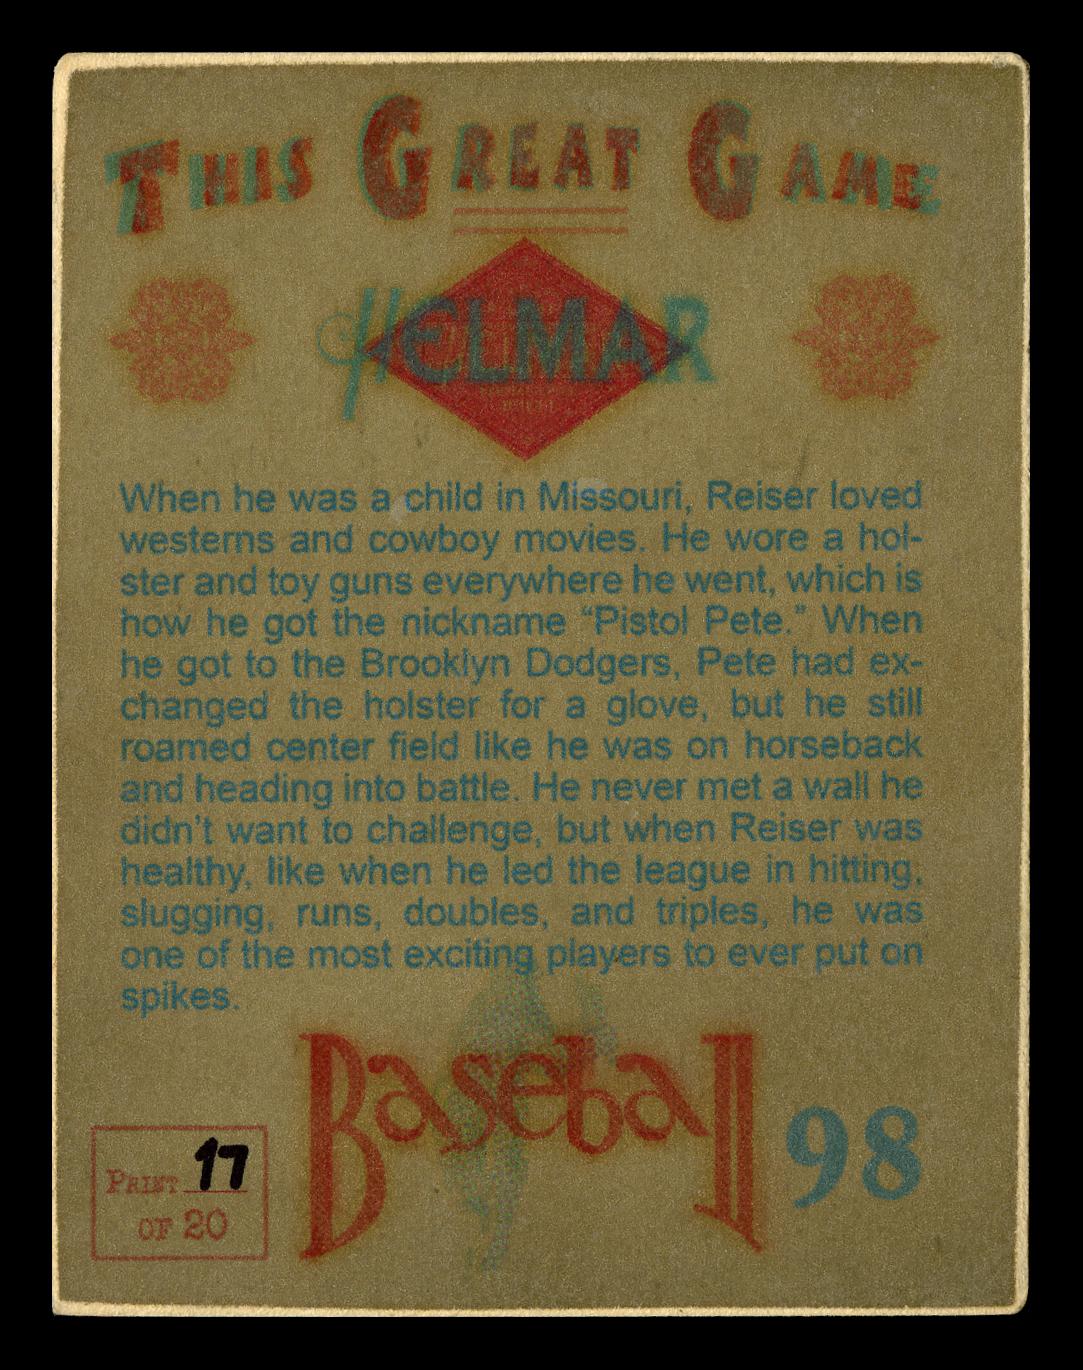 THIS GREAT GAME
HELMAR
When he was a child in Missouri, Reiser loved
westerns and cowboy movies. He wore a hol-
ster and toy guns everywhere he went, which is
how he got the nickname “Pistol Pete.” When
he got to the Brooklyn Dodgers, Pete had ex-
changed the holster for a glove, but he still
roamed center field like he was on horseback
and heading into battle. He never met a wall he
didn’t want to challenge, but when Reiser was
healthy, like when he led the league in hitting,
slugging, runs, doubles, and triples, he was
one of the most exciting players to ever put on
spikes.
Baseball
98
PRINT 17
OF 20